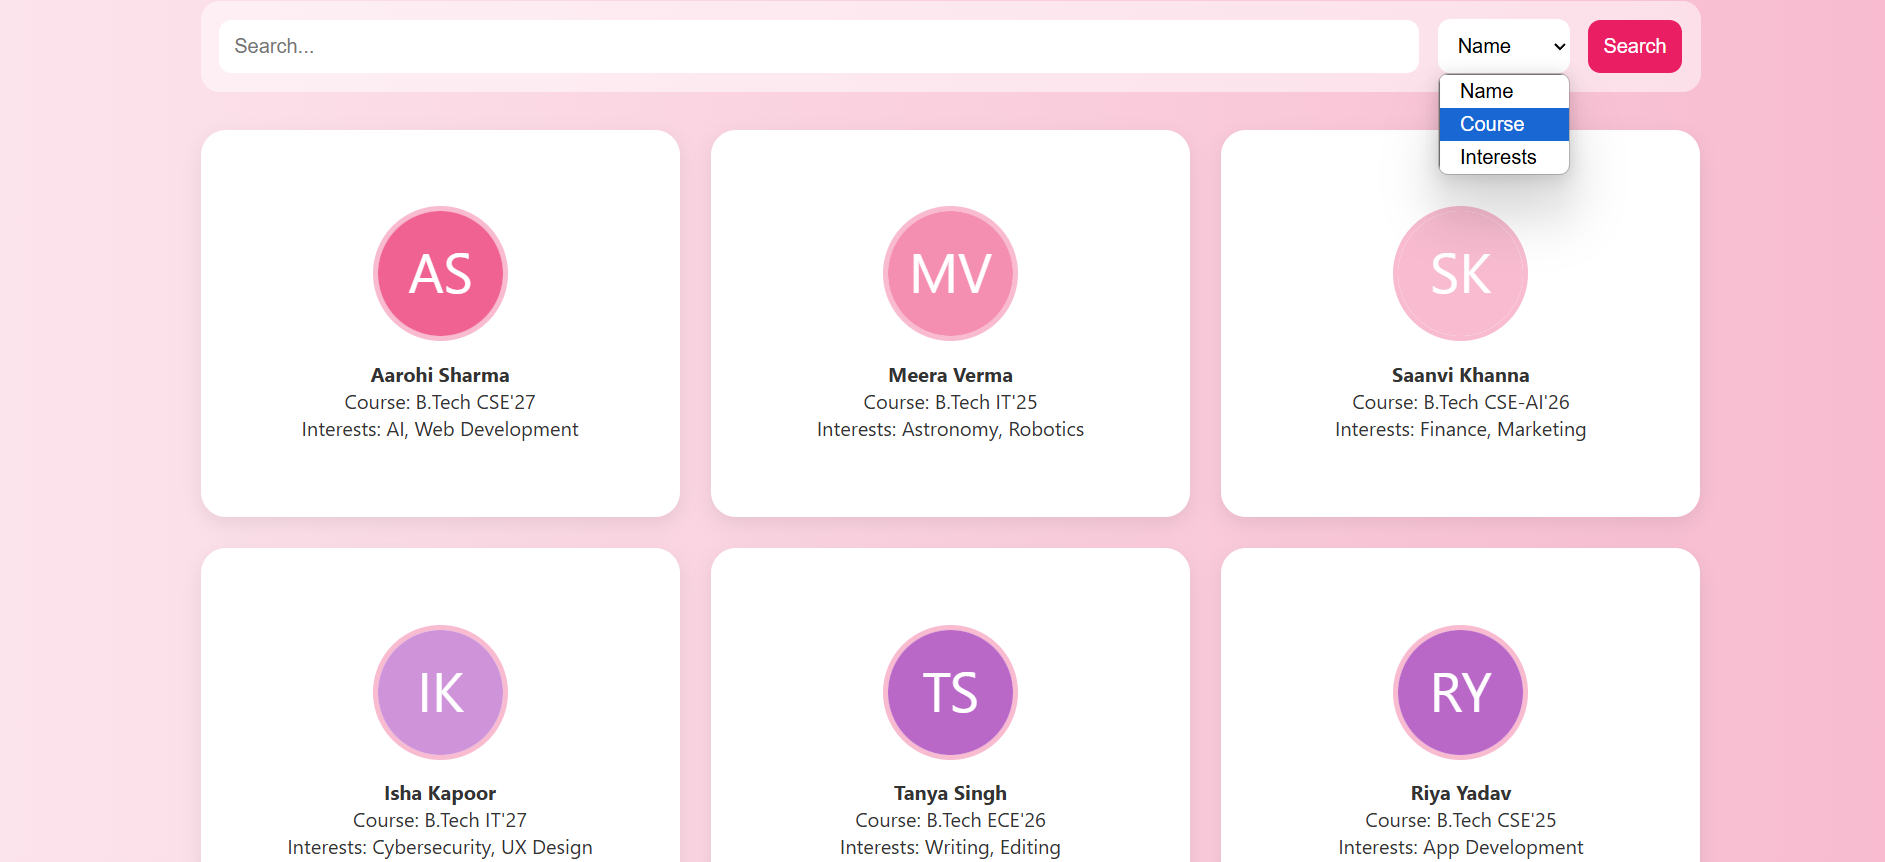 Search...
Name
Search
Name
Course
Interests
AS
MV
SK
Aarohi Sharma
Course: B.Tech CSE'27
Interests: AI, Web Development
Meera Verma
Course: B.Tech IT'25
Interests: Astronomy, Robotics
Saanvi Khanna
Course: B.Tech CSE-AI'26
Interests: Finance, Marketing
IK
TS
RY
Isha Kapoor
Course: B.Tech IT'27
Interests: Cybersecurity, UX Design
Tanya Singh
Course: B.Tech ECE'26
Interests: Writing, Editing
Riya Yadav
Course: B.Tech CSE'25
Interests: App Development